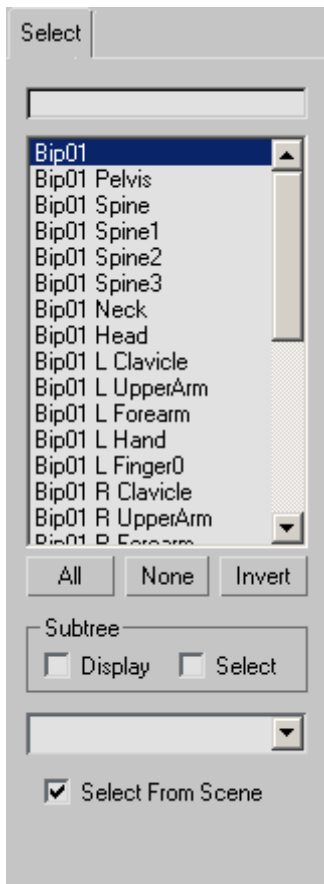 Select
Bip01
Bip01 Pelvis
Bip01 Spine
Bip01 Spine1
Bip01 Spine2
Bip01 Spine3
Bip01 Neck
Bip01 Head
Bip01 L Clavicle
Bip01 L UpperArm
Bip01 L Forearm
Bip01 L Hand
Bip01 L Finger0
Bip01 R Clavicle
Bip01 R UpperArm
Bip01 R Forearm
All None Invert
Subtree
Display Select
Select From Scene